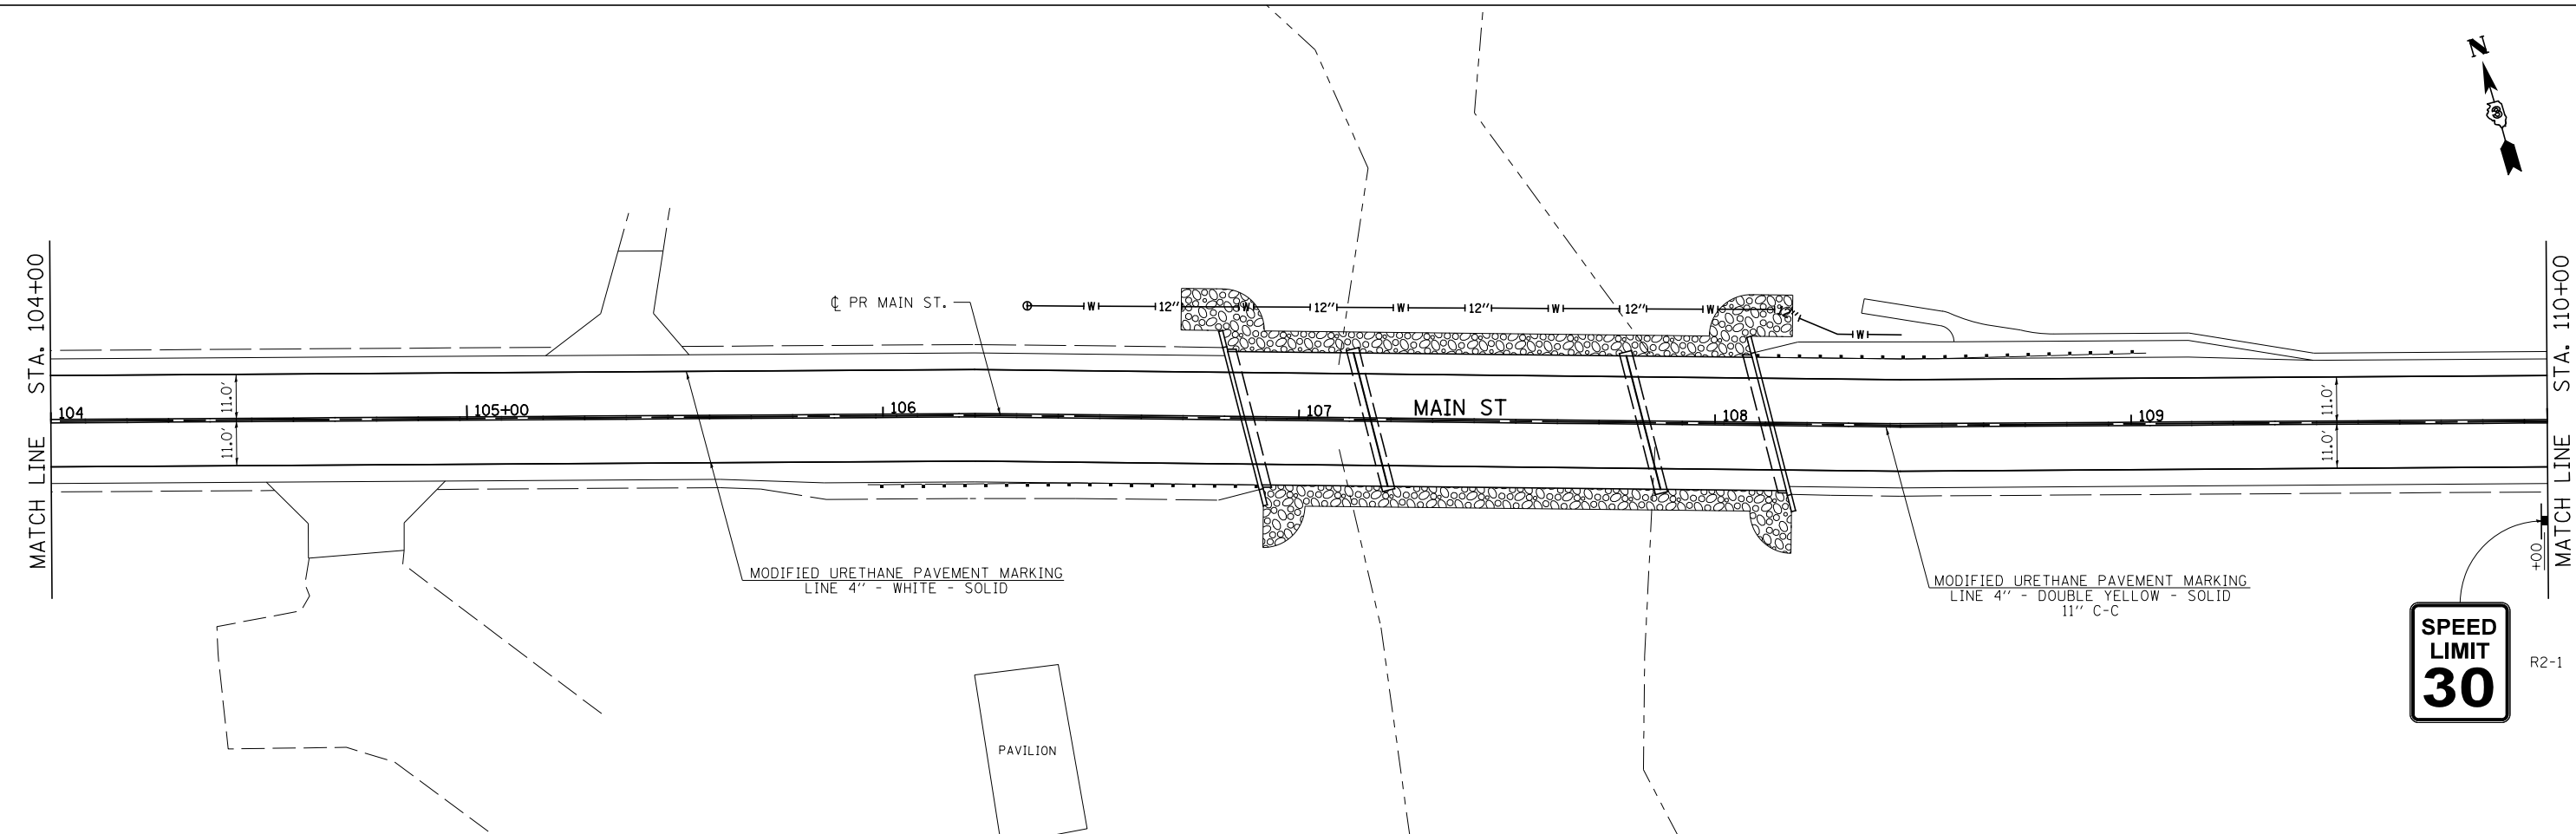 N
MATCH LINE STA. 104+00
MATCH LINE STA. 110+00
℄ PR MAIN ST.
W 12" W 12" W 12" W 12" W 12" W
11.0'
11.0'
11.0'
11.0'
104 105+00 106 107 MAIN ST 108 109
+00
MODIFIED URETHANE PAVEMENT MARKING
LINE 4" - WHITE - SOLID
MODIFIED URETHANE PAVEMENT MARKING
LINE 4" - DOUBLE YELLOW - SOLID
11" C-C
SPEED
LIMIT
30
R2-1
PAVILION